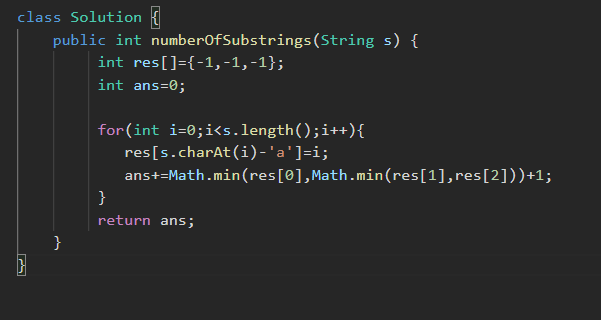 class Solution {
    public int numberOfSubstrings(String s) {
         int res[]={-1,-1,-1};
         int ans=0;

         for(int i=0;i<s.length();i++){
            res[s.charAt(i)-'a']=i;
            ans+=Math.min(res[0],Math.min(res[1],res[2]))+1;
         }
         return ans;
    }
}